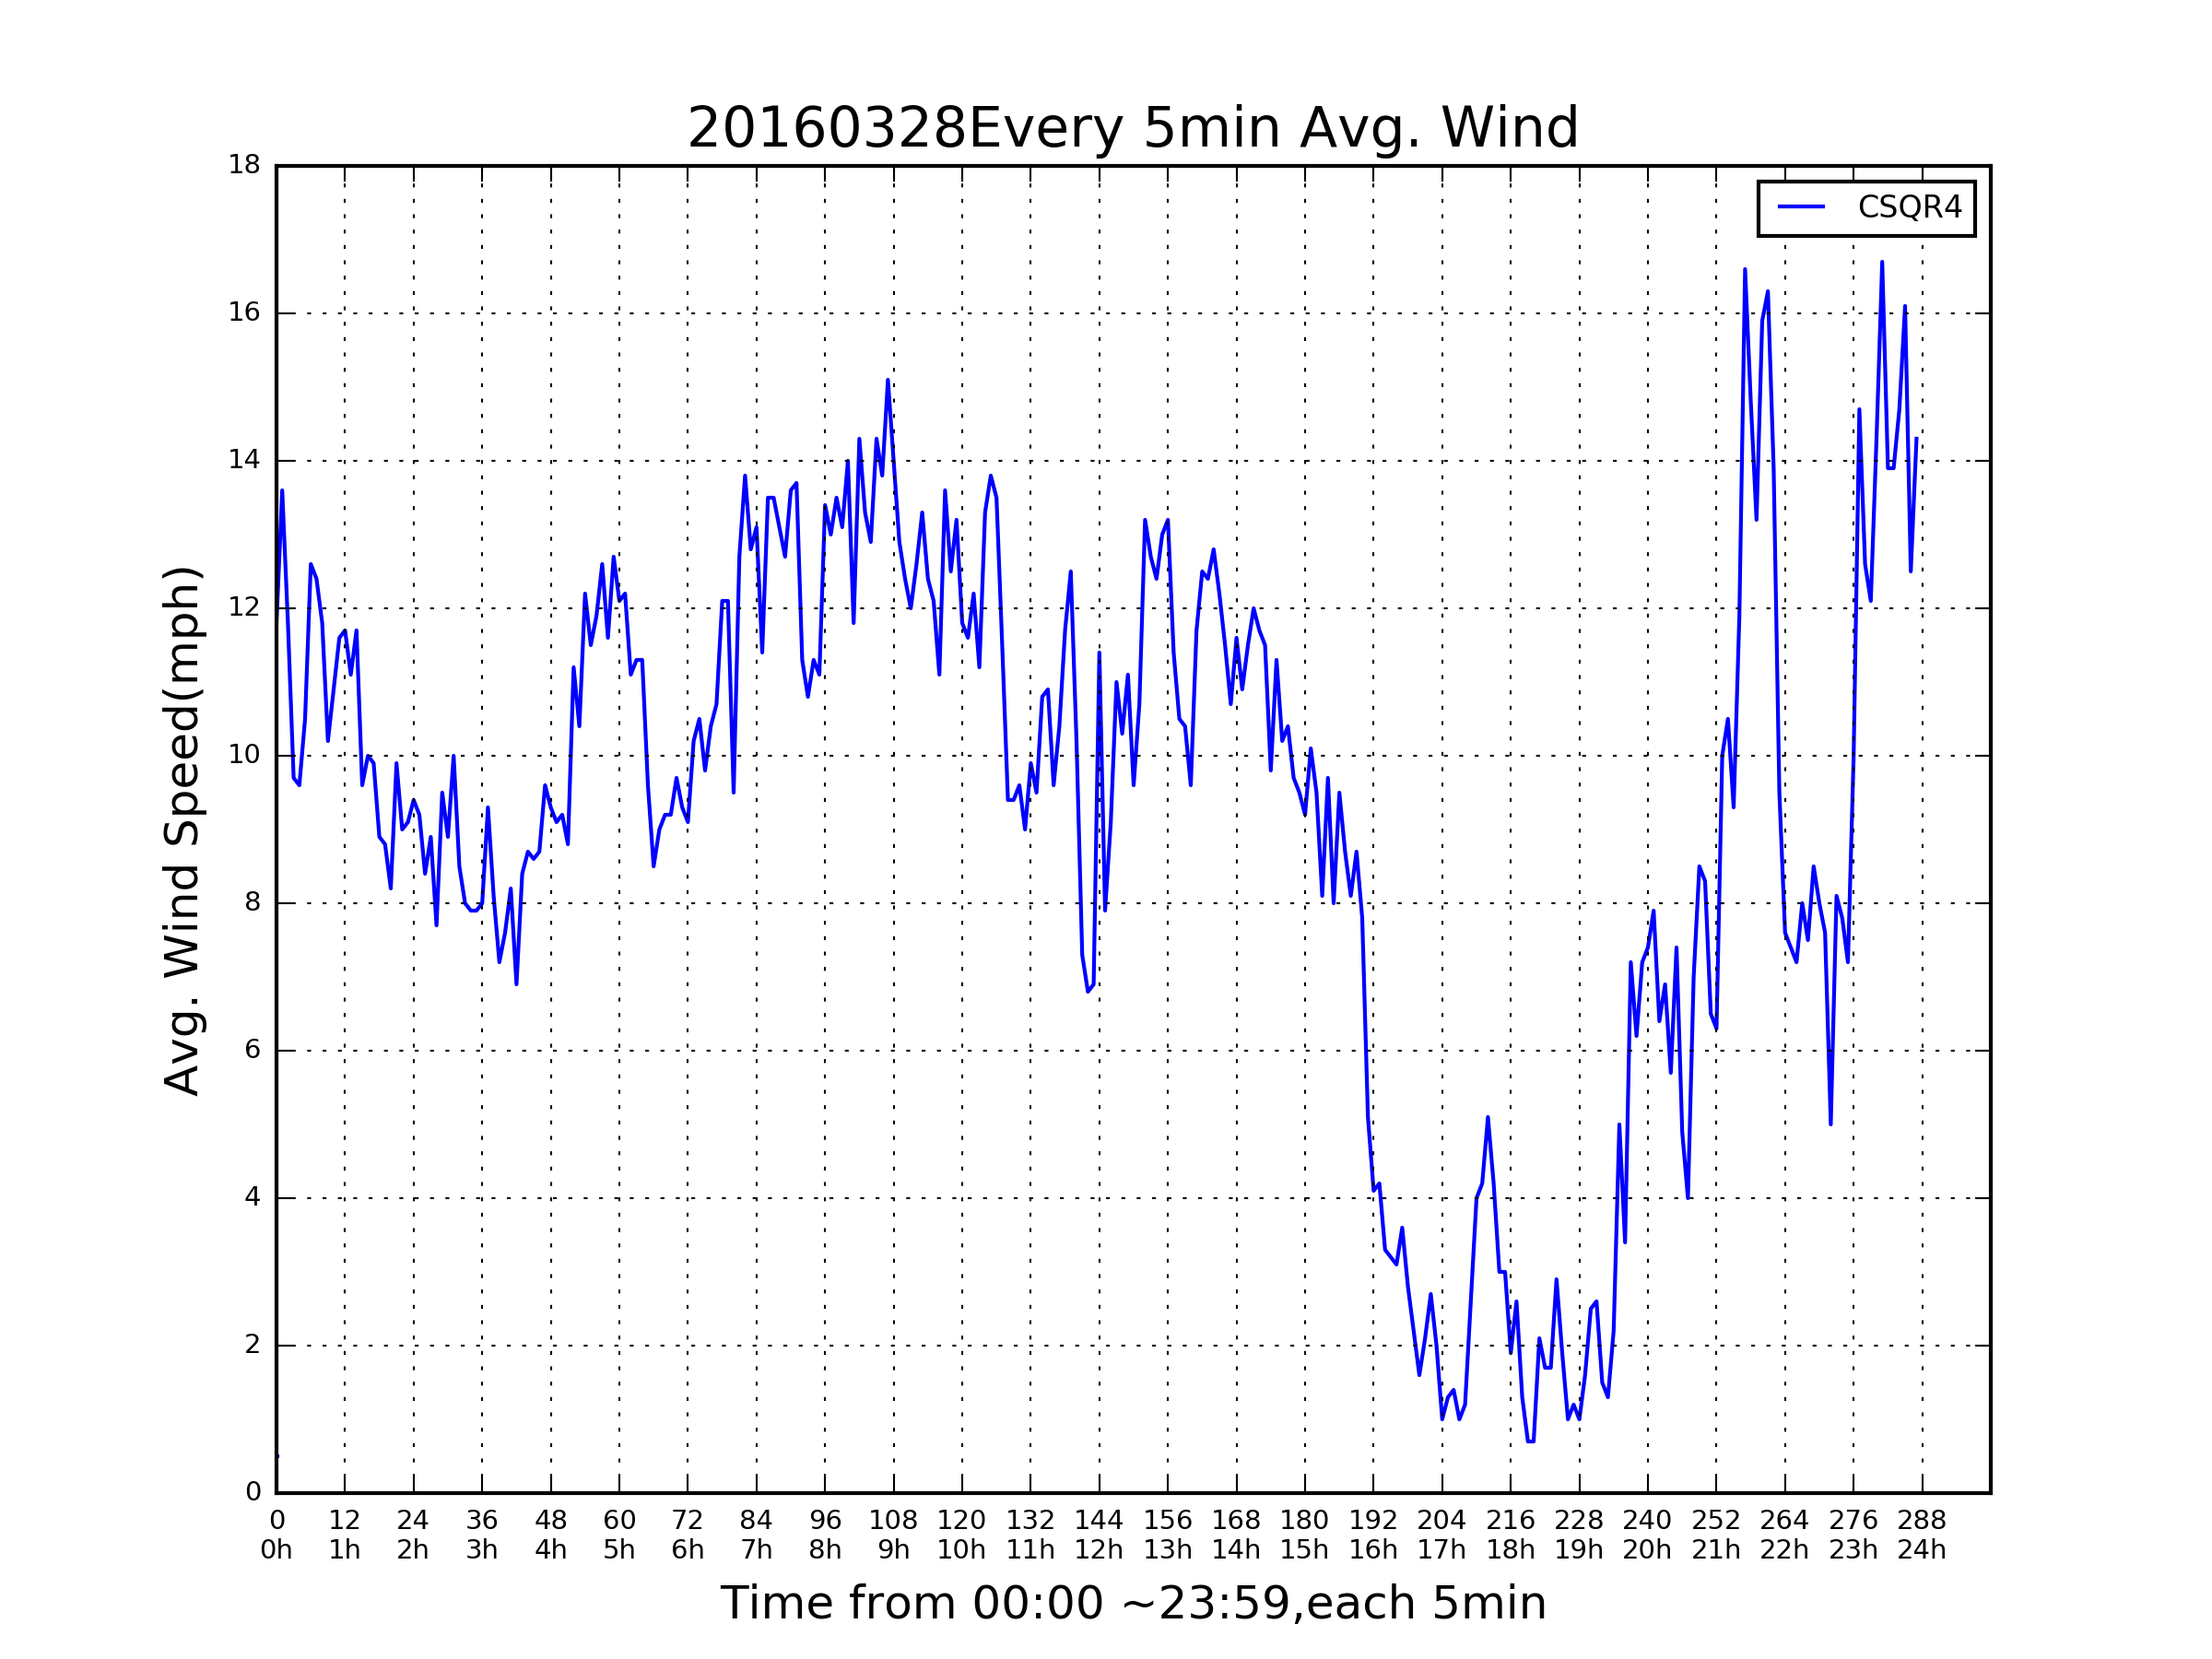 20160328Every 5min Avg. Wind
CSQR4
Avg. Wind Speed(mph)
18
16
14
12
10
8
6
4
2
0
0 12 24 36 48 60 72 84 96 108 120 132 144 156 168 180 192 204 216 228 240 252 264 276 288
0h 1h 2h 3h 4h 5h 6h 7h 8h 9h 10h 11h 12h 13h 14h 15h 16h 17h 18h 19h 20h 21h 22h 23h 24h
Time from 00:00 ~23:59,each 5min